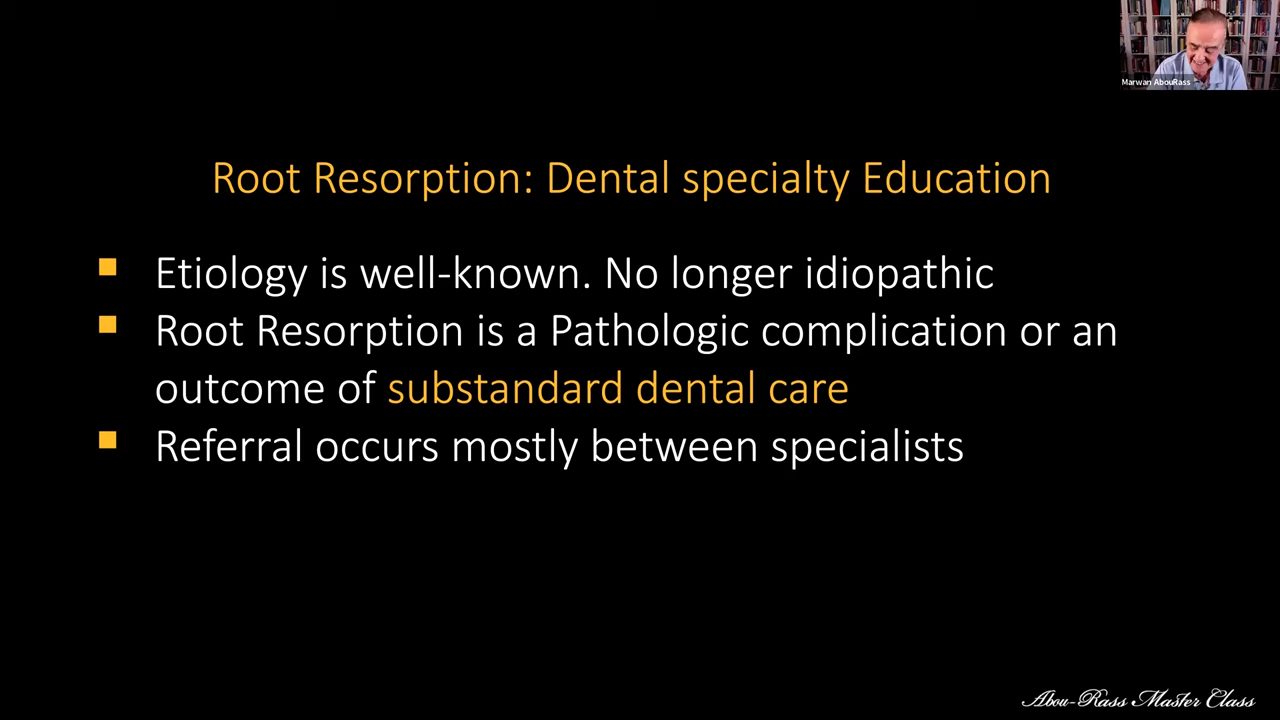 Marwan AbouRass
Root Resorption: Dental specialty Education
Etiology is well-known. No longer idiopathic
Root Resorption is a Pathologic complication or an
outcome of substandard dental care
Referral occurs mostly between specialists
Abou-Rass Master Class